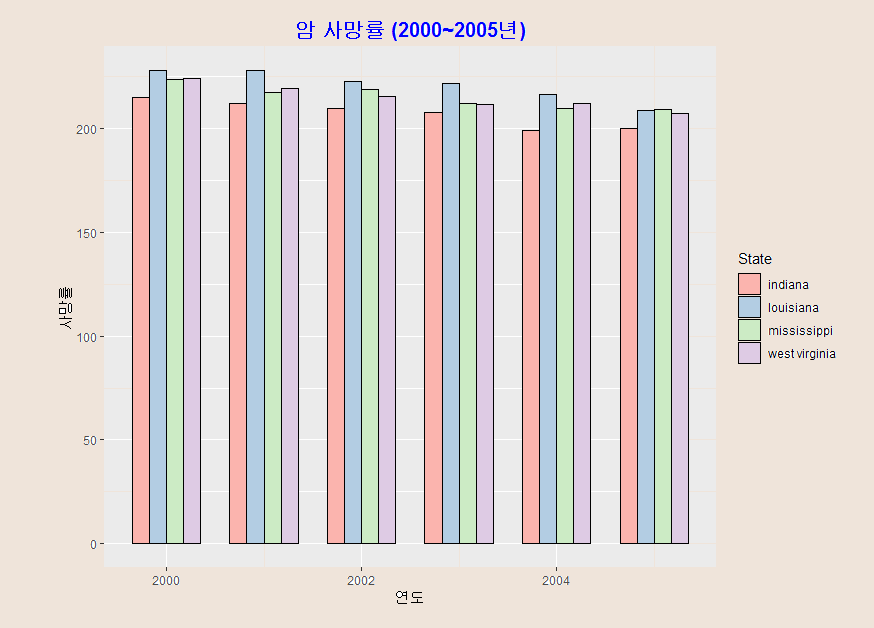 암 사망률 (2000~2005년)
사망률
200
150
100
50
0
2000
2002
2004
연도
State
indiana
louisiana
mississippi
west virginia